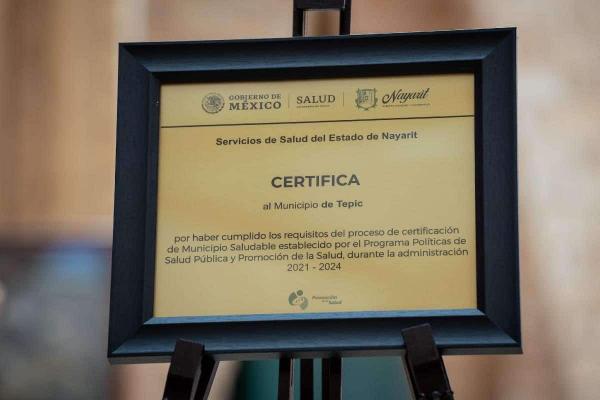 GOBIERNO DE
MÉXICO
SALUD
Nayarit
Servicios de Salud del Estado de Nayarit
CERTIFICA
al Municipio de Tepic
por haber cumplido los requisitos del proceso de certificación
de Municipio Saludable establecido por el Programa Políticas de
Salud Pública y Promoción de la Salud, durante la administración
2021 - 2024
Promoción
de la Salud